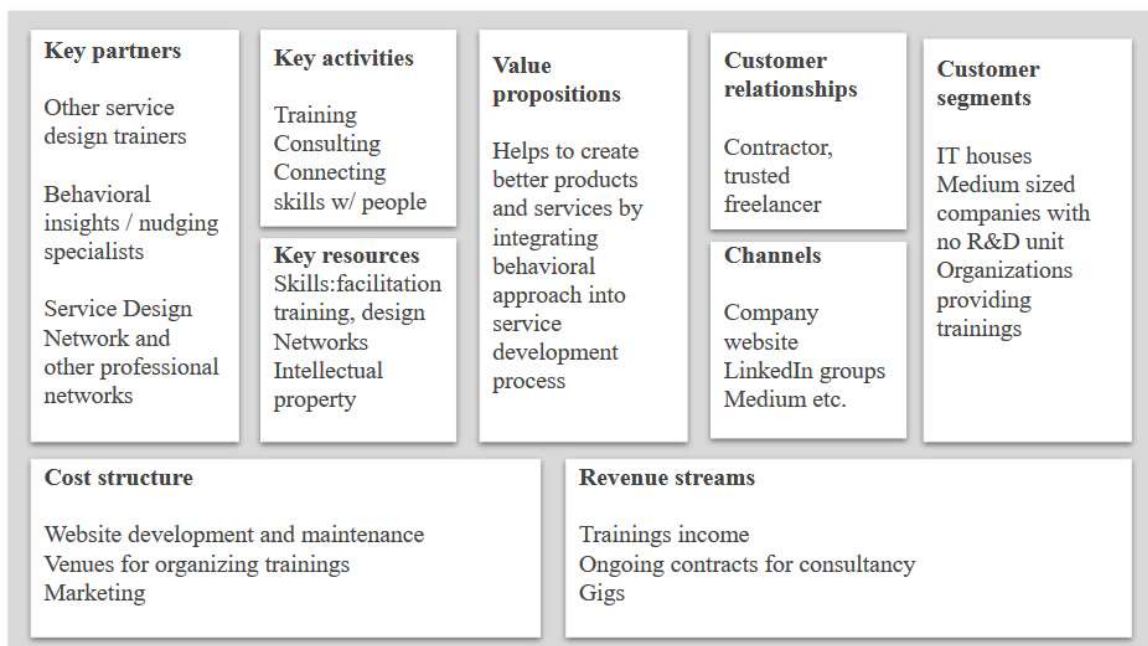 Key partners
Other service
design trainers
Behavioral
insights / nudging
specialists
Service Design
Network and
other professional
networks
Key activities
Training
Consulting
Connecting
skills w/ people
Key resources
Skills:facilitation
training, design
Networks
Intellectual
property
Value
propositions
Helps to create
better products
and services by
integrating
behavioral
approach into
service
development
process
Customer
relationships
Contractor,
trusted
freelancer
Channels
Company
website
LinkedIn groups
Medium etc.
Customer
segments
IT houses
Medium sized
companies with
no R&D unit
Organizations
providing
trainings
Cost structure
Website development and maintenance
Venues for organizing trainings
Marketing
Revenue streams
Trainings income
Ongoing contracts for consultancy
Gigs